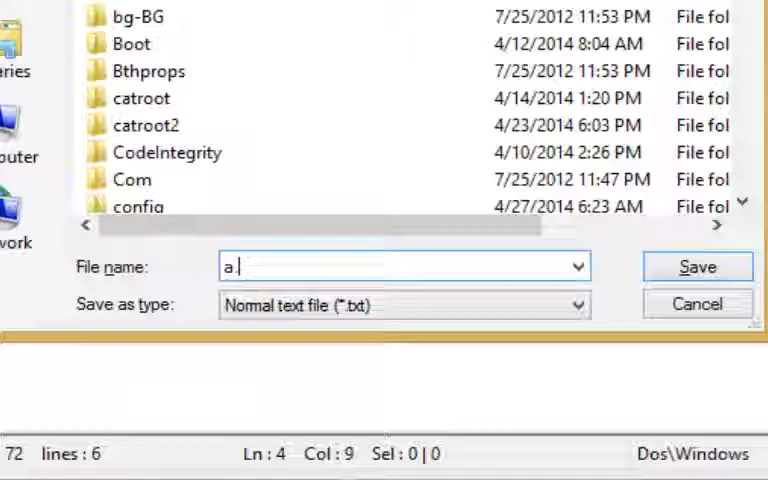 bg-BG 7/25/2012 11:53 PM File fol
Boot 4/12/2014 8:04 AM File fol
aries Bthprops 7/25/2012 11:53 PM File fol
catroot 4/14/2014 1:20 PM File fol
catroot2 4/23/2014 6:03 PM File fol
puter CodeIntegrity 4/10/2014 2:26 PM File fol
Com 7/25/2012 11:47 PM File fol
config 4/27/2014 6:23 AM File fol
work
File name: a. Save
Save as type: Normal text file (*.txt) Cancel
72 lines : 6 Ln : 4 Col : 9 Sel : 0 | 0 Dos\Windows